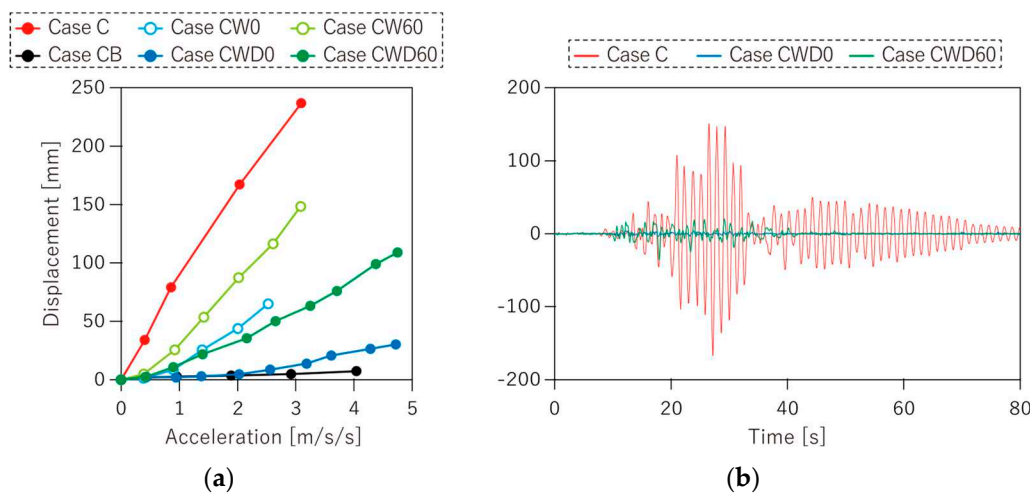 Case C Case CW0 Case CW60
Case CB Case CWD0 Case CWD60
250
200
150
100
50
0
0 1 2 3 4 5
Displacement [mm]
Acceleration [m/s/s]
(a)
Case C Case CWD0 Case CWD60
200
100
0
-100
-200
0 20 40 60 80
Time [s]
(b)